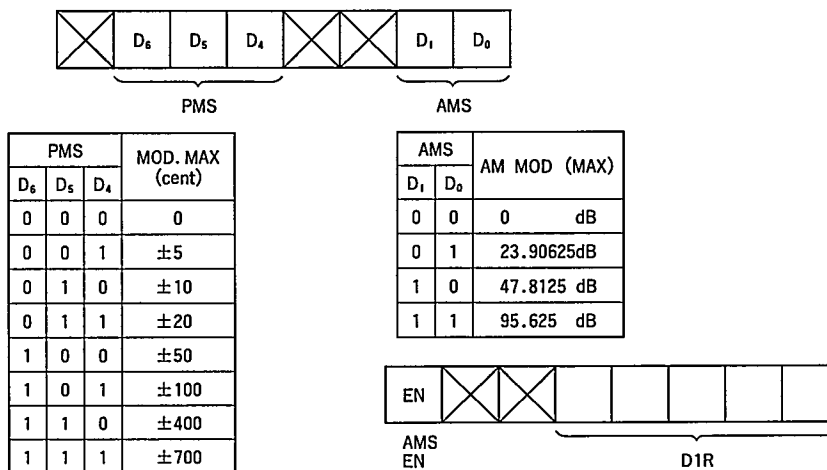 D₆ D₅ D₄ D₁ D₀
PMS AMS
PMS MOD. MAX (cent)
D₆ D₅ D₄
0 0 0 0
0 0 1 ±5
0 1 0 ±10
0 1 1 ±20
1 0 0 ±50
1 0 1 ±100
1 1 0 ±400
1 1 1 ±700
AMS AM MOD (MAX)
D₁ D₀
0 0 0 dB
0 1 23.90625dB
1 0 47.8125 dB
1 1 95.625 dB
EN
AMS
EN D1R